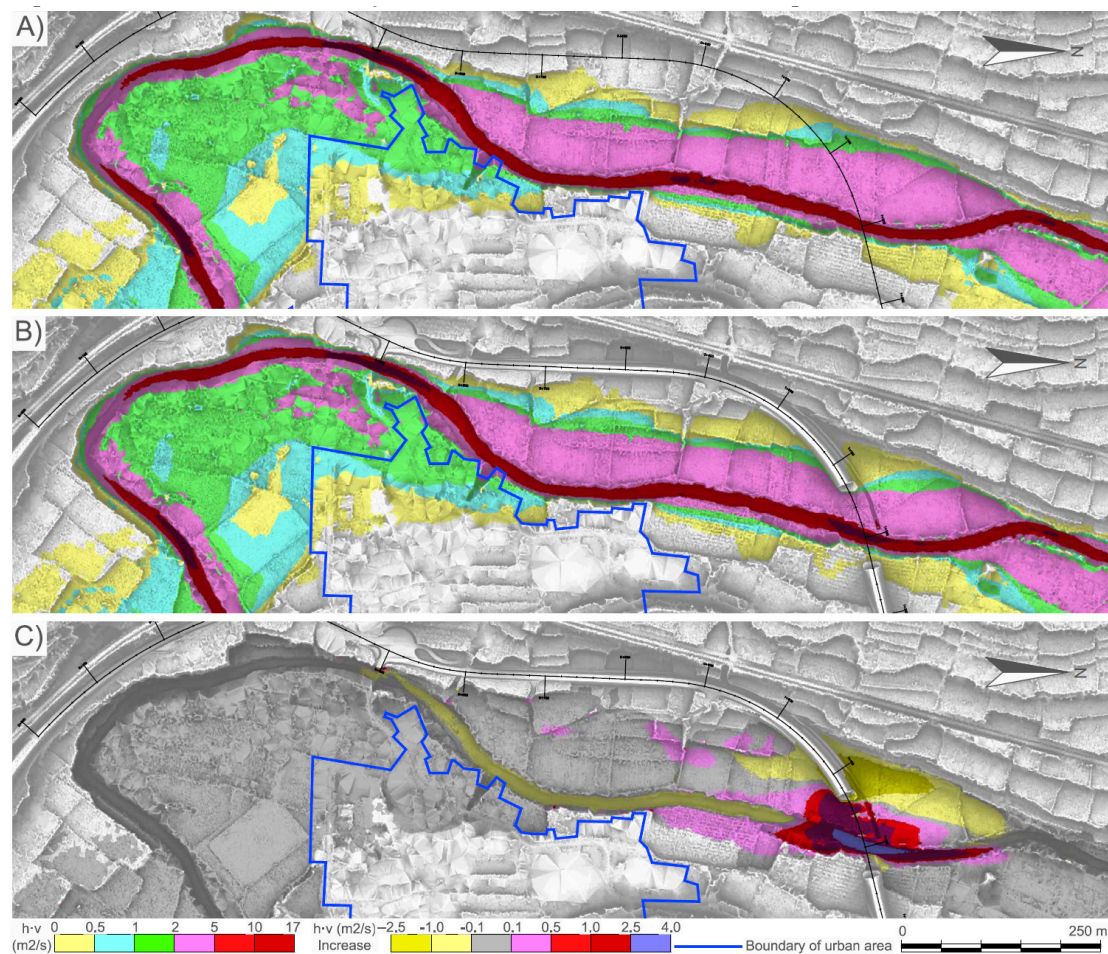 A)
N
B)
N
C)
N
h·v 0 0.5 1 2 5 10 17
(m2/s)
h·v (m2/s) −2.5 -1.0 -0.1 0.1 0.5 1.0 2.5 4.0
Increase
Boundary of urban area
0 250 m